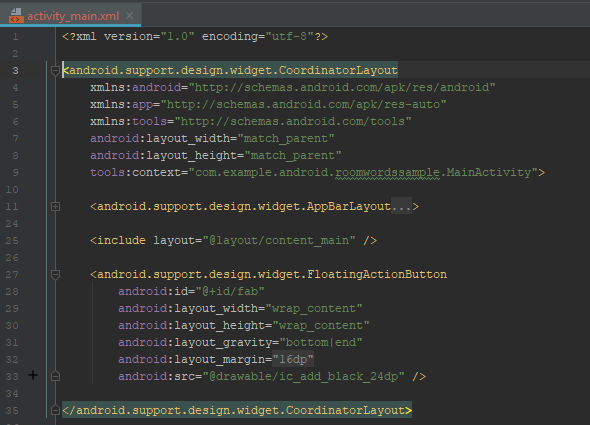 activity_main.xml
1 <?xml version="1.0" encoding="utf-8"?>
2
3 <android.support.design.widget.CoordinatorLayout
4 xmlns:android="http://schemas.android.com/apk/res/android"
5 xmlns:app="http://schemas.android.com/apk/res-auto"
6 xmlns:tools="http://schemas.android.com/tools"
7 android:layout_width="match_parent"
8 android:layout_height="match_parent"
9 tools:context="com.example.android.roomwordssample.MainActivity">
10
11 <android.support.design.widget.AppBarLayout...>
24
25 <include layout="@layout/content_main" />
26
27 <android.support.design.widget.FloatingActionButton
28 android:id="@+id/fab"
29 android:layout_width="wrap_content"
30 android:layout_height="wrap_content"
31 android:layout_gravity="bottom|end"
32 android:layout_margin="16dp"
33 android:src="@drawable/ic_add_black_24dp" />
34
35 </android.support.design.widget.CoordinatorLayout>